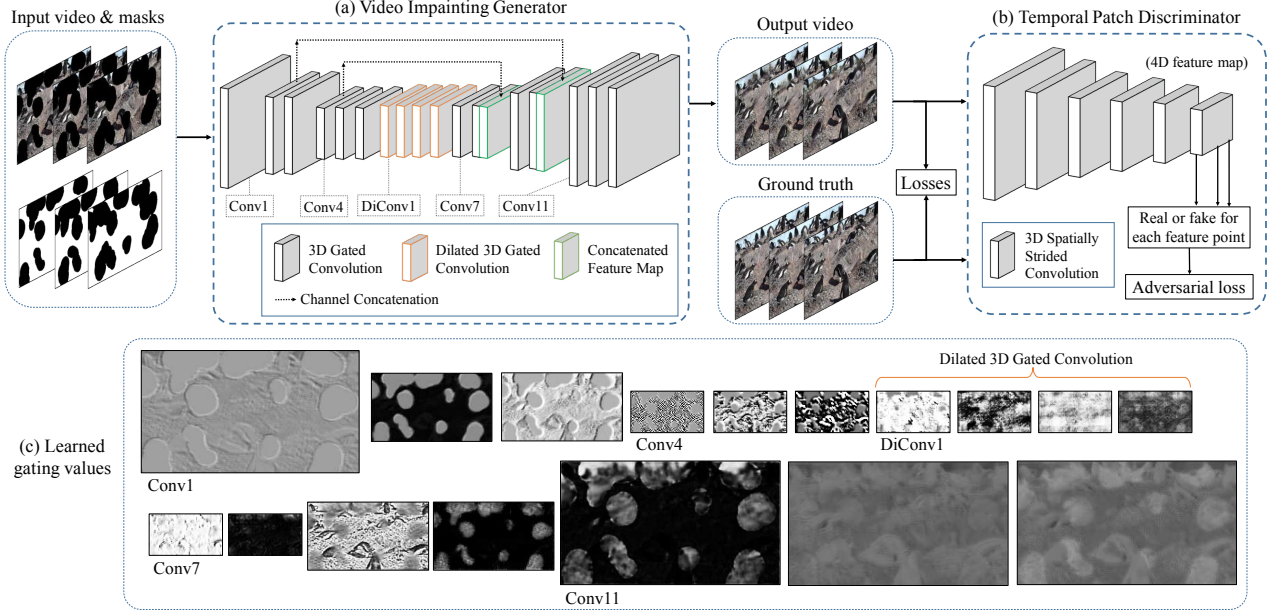 Input video & masks
(a) Video Impainting Generator
Conv1
Conv4
DiConv1
Conv7
Conv11
3D Gated
Convolution
Dilated 3D Gated
Convolution
Concatenated
Feature Map
Channel Concatenation
Output video
Ground truth
Losses
(b) Temporal Patch Discriminator
(4D feature map)
3D Spatially
Strided
Convolution
Real or fake for
each feature point
Adversarial loss
(c) Learned
gating values
Dilated 3D Gated Convolution
Conv1
Conv4
DiConv1
Conv7
Conv11